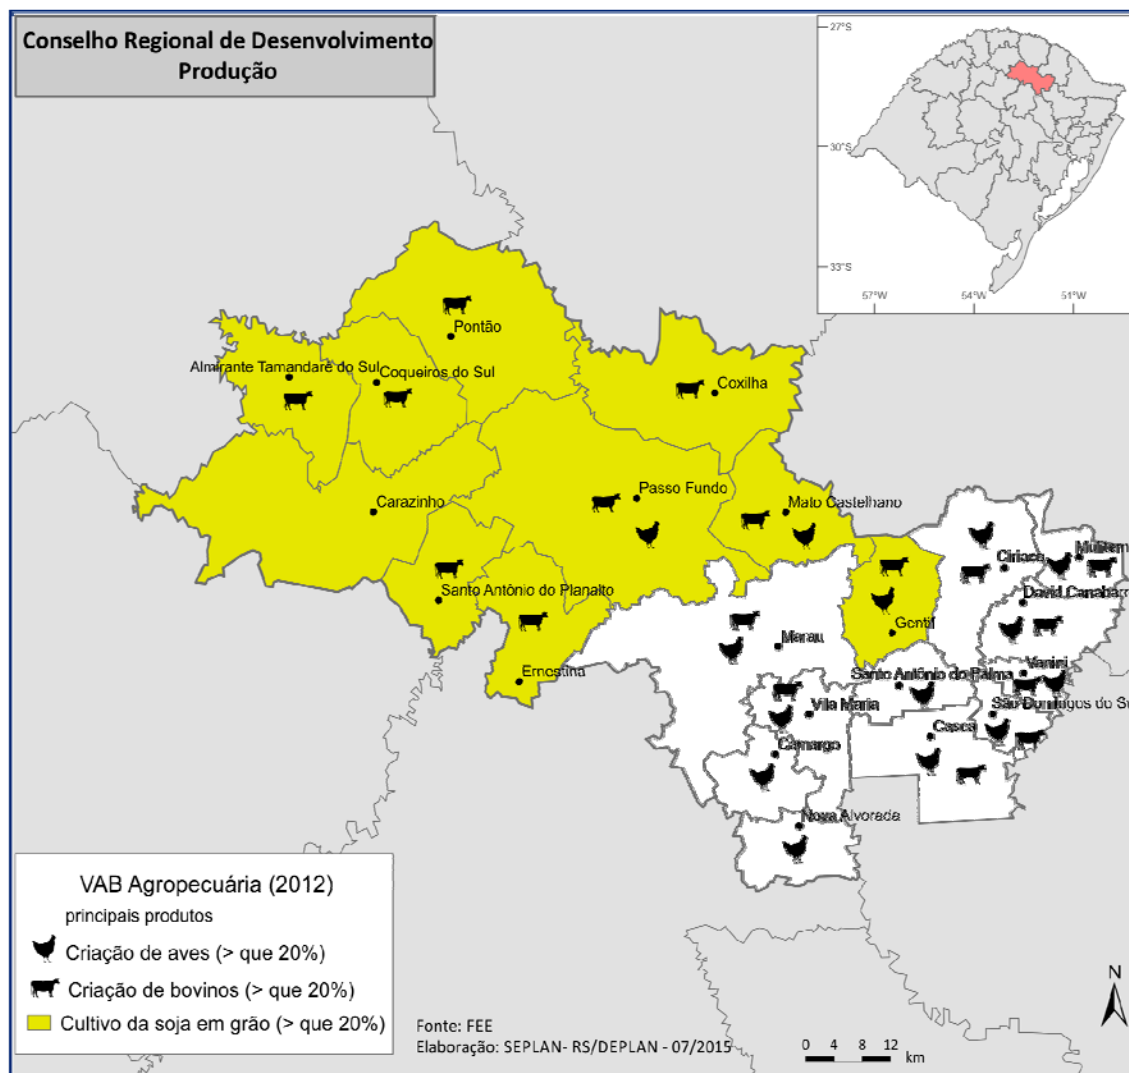 Conselho Regional de Desenvolvimento
Produção
27°S
30°S
33°S
57°W
54°W
51°W
Pontão
Almirante Tamandaré do Sul
Coqueiros do Sul
Coxilha
Carazinho
Passo Fundo
Mato Castelhano
Ciríaco
Muliterno
David Canabarro
Santo Antônio do Planalto
Gentil
Marau
Ernestina
Santo Antônio do Palma
Vanini
Vila Maria
São Domingos do Su
Casca
Camargo
Nova Alvorada
VAB Agropecuária (2012)
principais produtos
Criação de aves (> que 20%)
Criação de bovinos (> que 20%)
Cultivo da soja em grão (> que 20%)
Fonte: FEE
Elaboração: SEPLAN- RS/DEPLAN - 07/2015
0 4 8 12
km
N